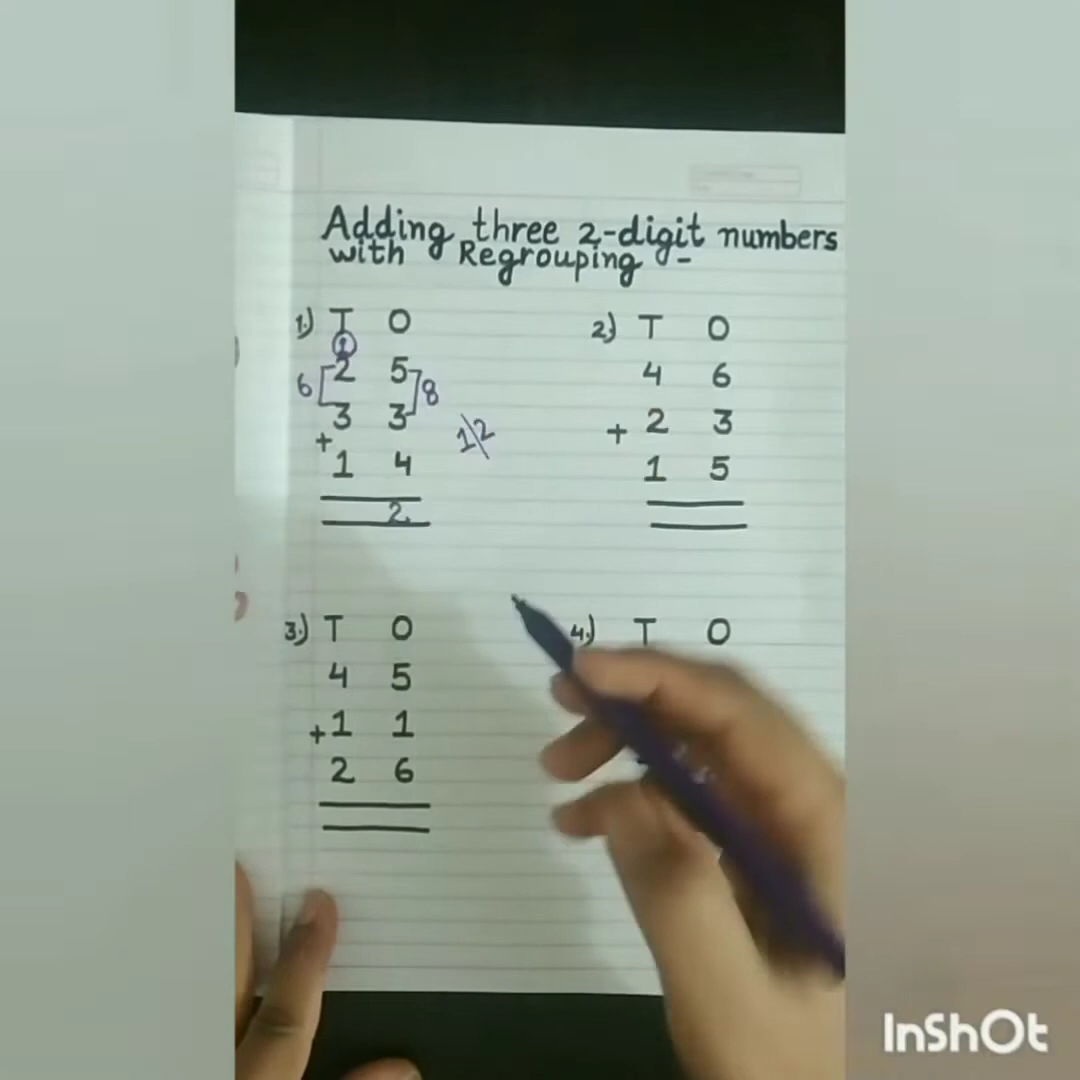 Adding three 2-digit numbers
with Regrouping -
1.) T O
1
2 5
6 8
3 3
+
1 4
12
2
2.) T O
4 6
+ 2 3
1 5
3.) T O
4 5
+ 1 1
2 6
4.) T O
InShOt